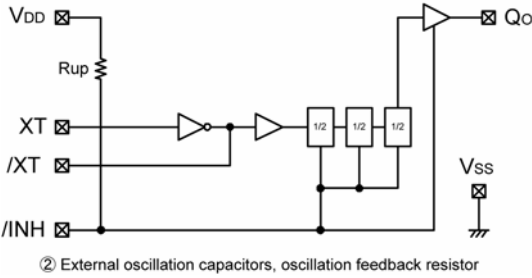 VDD
Qo
Rup
XT
1/2
1/2
1/2
/XT
VSS
/INH
② External oscillation capacitors, oscillation feedback resistor